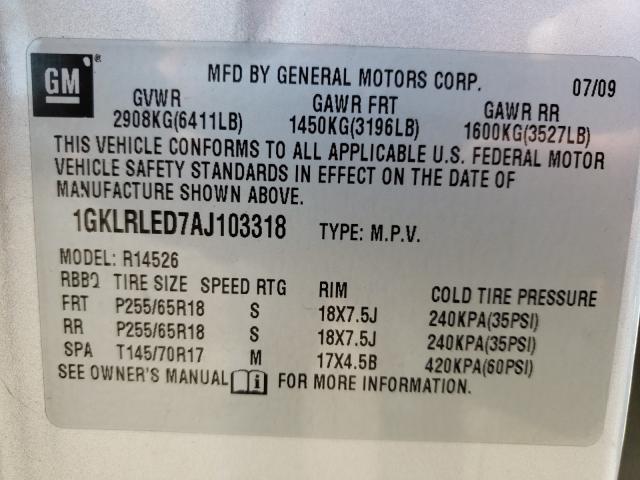 GM
MFD BY GENERAL MOTORS CORP. 07/09
GVWR GAWR FRT GAWR RR
2908KG(6411LB) 1450KG(3196LB) 1600KG(3527LB)
THIS VEHICLE CONFORMS TO ALL APPLICABLE U.S. FEDERAL MOTOR
VEHICLE SAFETY STANDARDS IN EFFECT ON THE DATE OF
MANUFACTURE SHOWN ABOVE.
1GKLRLED7AJ103318 TYPE: M.P.V.
MODEL: R14526
TIRE SIZE SPEED RTG RIM COLD TIRE PRESSURE
FRT P255/65R18 S 18X7.5J 240KPA(35PSI)
RR P255/65R18 S 18X7.5J 240KPA(35PSI)
SPA T145/70R17 M 17X4.5B 420KPA(60PSI)
SEE OWNER'S MANUAL i FOR MORE INFORMATION.